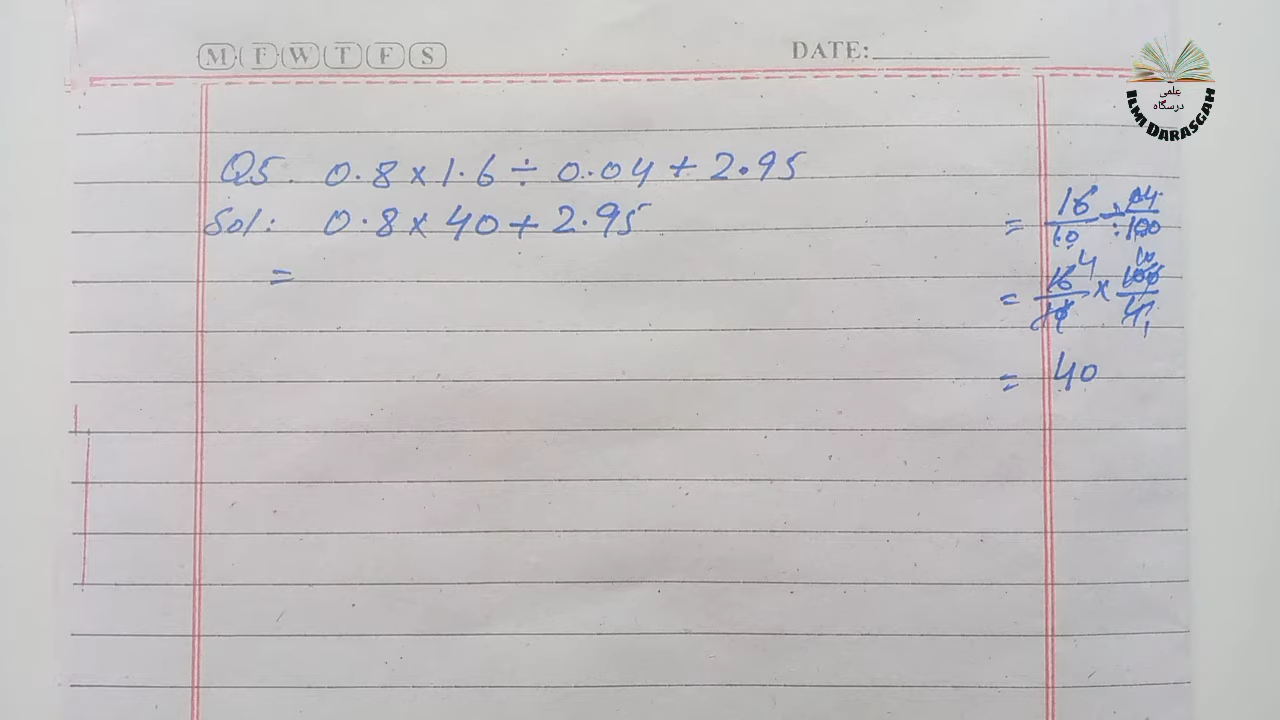 M T W T F S
DATE:
علمی
درسگاہ
ILMI DARASGAH
Q5. 0.8 × 1.6 ÷ 0.04 + 2.95
Sol: 0.8 × 40 + 2.95
=
= 16/10 ÷ 04/100
= 16/10 × 100/4
= 40